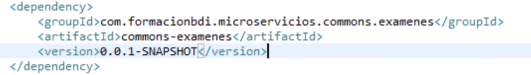 <dependency>
<groupId>com.formacionbdi.microservicios.commons.examenes</groupId>
<artifactId>commons-examenes</artifactId>
<version>0.0.1-SNAPSHOT</version>
</dependency>